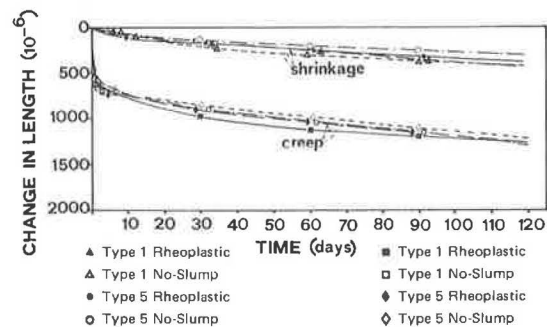 CHANGE IN LENGTH (10-6)
0
500
1000
1500
2000
shrinkage
creep
0 10 20 30 40 50 60 70 80 90 100 110 120
TIME (days)
▲ Type 1 Rheoplastic ■ Type 1 Rheoplastic
△ Type 1 No-Slump □ Type 1 No-Slump
● Type 5 Rheoplastic ◆ Type 5 Rheoplastic
○ Type 5 No-Slump ◇ Type 5 No-Slump